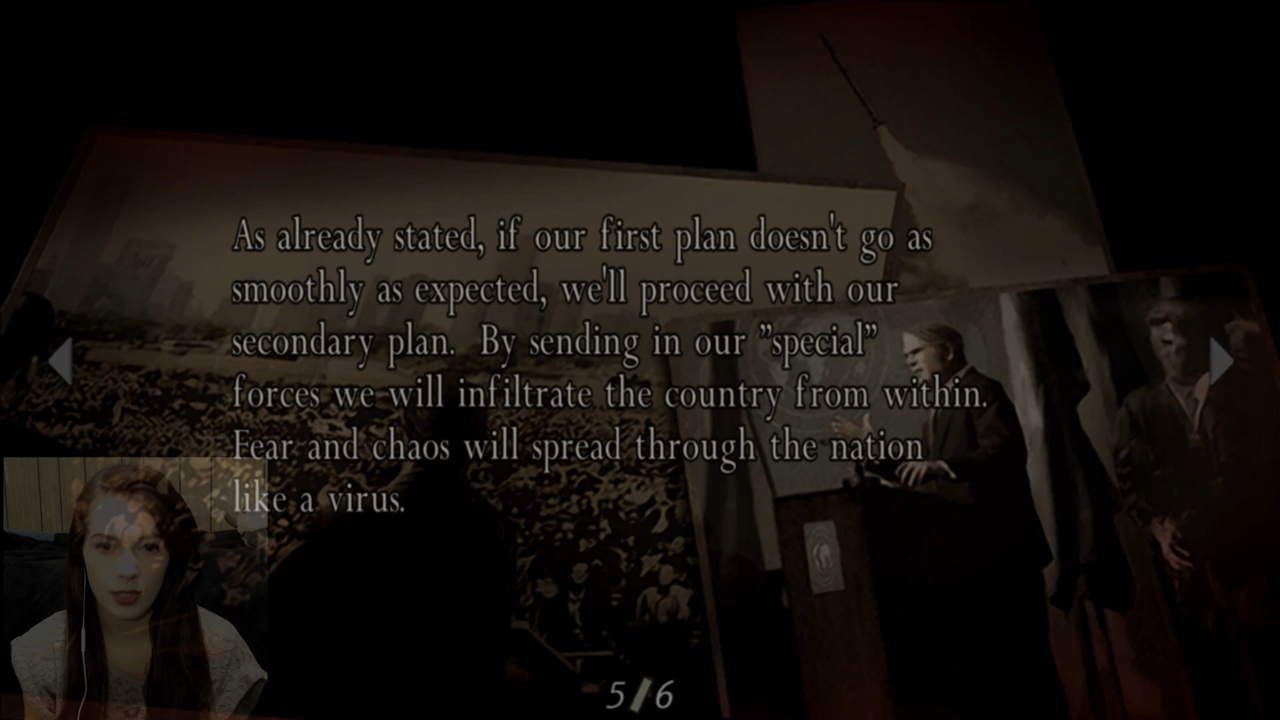 As already stated, if our first plan doesn't go as
smoothly as expected, we'll proceed with our
secondary plan.  By sending in our ”special”
forces we will infiltrate the country from within.
Fear and chaos will spread through the nation
like a virus.
5/6